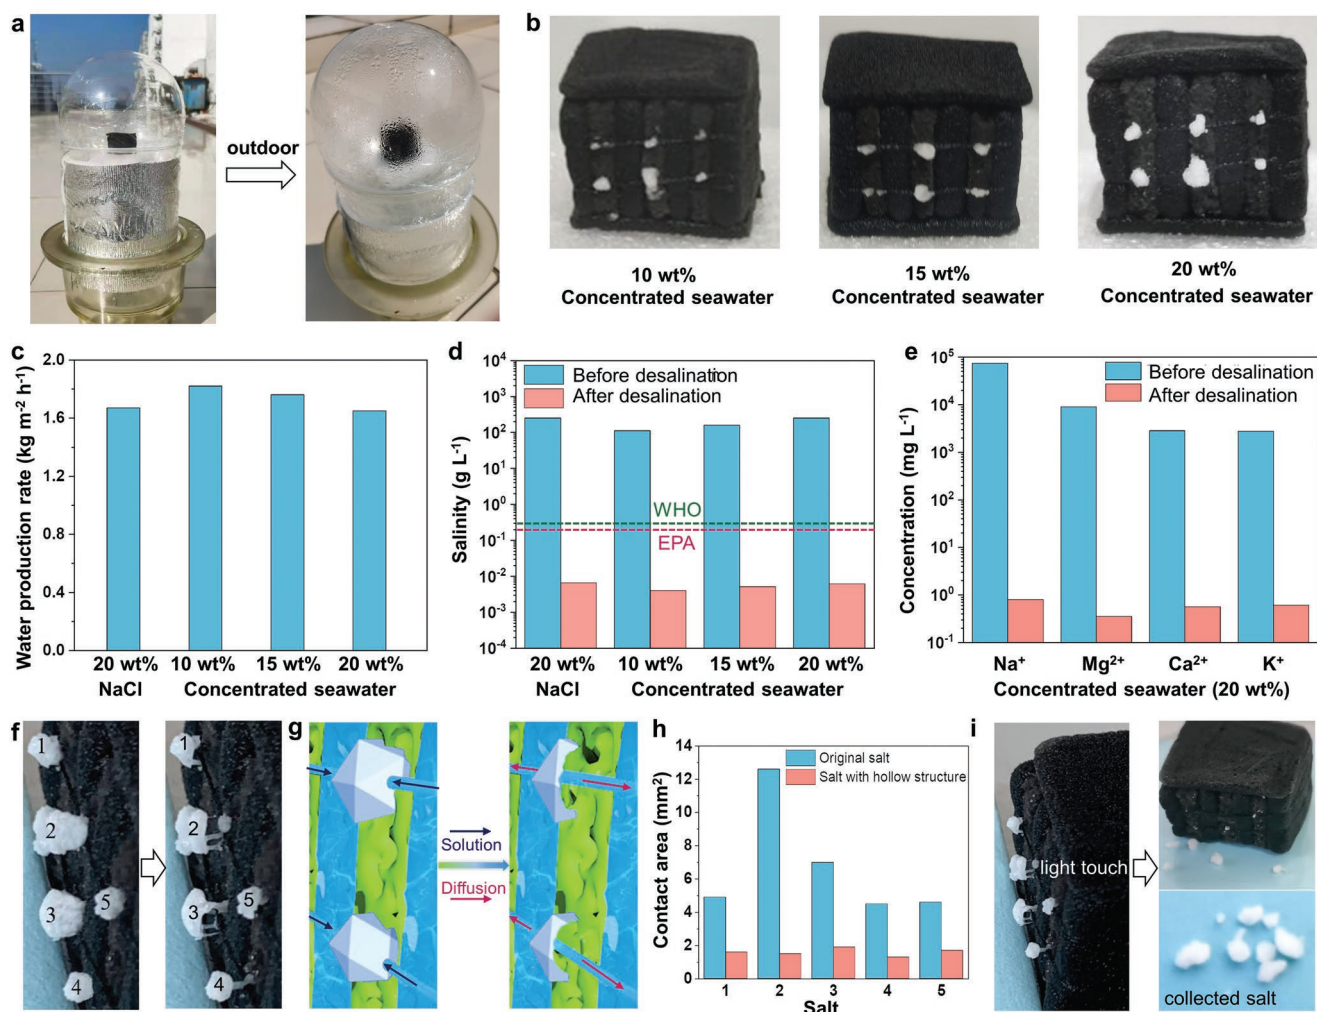 a
outdoor
b
10 wt%
Concentrated seawater
15 wt%
Concentrated seawater
20 wt%
Concentrated seawater
c
Water production rate (kg m⁻² h⁻¹)
2.0
1.6
1.2
0.8
0.4
0.0
20 wt% 10 wt% 15 wt% 20 wt%
NaCl Concentrated seawater
d
Salinity (g L⁻¹)
10⁴
10³
10²
10¹
10⁰
10⁻¹
10⁻²
10⁻³
10⁻⁴
Before desalination
After desalination
WHO
EPA
20 wt% 10 wt% 15 wt% 20 wt%
NaCl Concentrated seawater
e
Concentration (mg L⁻¹)
10⁵
10⁴
10³
10²
10¹
10⁰
10⁻¹
Before desalination
After desalination
Na⁺ Mg²⁺ Ca²⁺ K⁺
Concentrated seawater (20 wt%)
f
1
2
3
5
4
1
2
3
5
4
g
Solution
Diffusion
h
Contact area (mm²)
14
12
10
8
6
4
2
0
Original salt
Salt with hollow structure
1 2 3 4 5
Salt
i
light touch
collected salt